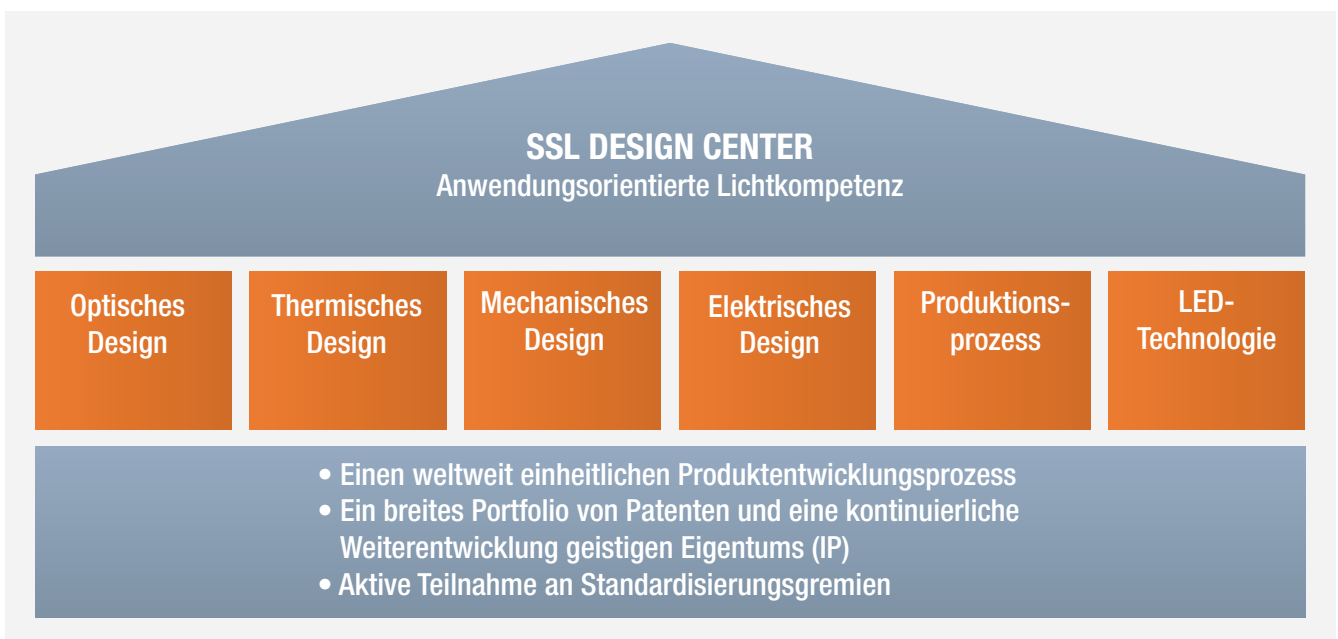 SSL DESIGN CENTER
Anwendungsorientierte Lichtkompetenz
Optisches
Design
Thermisches
Design
Mechanisches
Design
Elektrisches
Design
Produktions-
prozess
LED-
Technologie
• Einen weltweit einheitlichen Produktentwicklungsprozess
• Ein breites Portfolio von Patenten und eine kontinuierliche
Weiterentwicklung geistigen Eigentums (IP)
• Aktive Teilnahme an Standardisierungsgremien